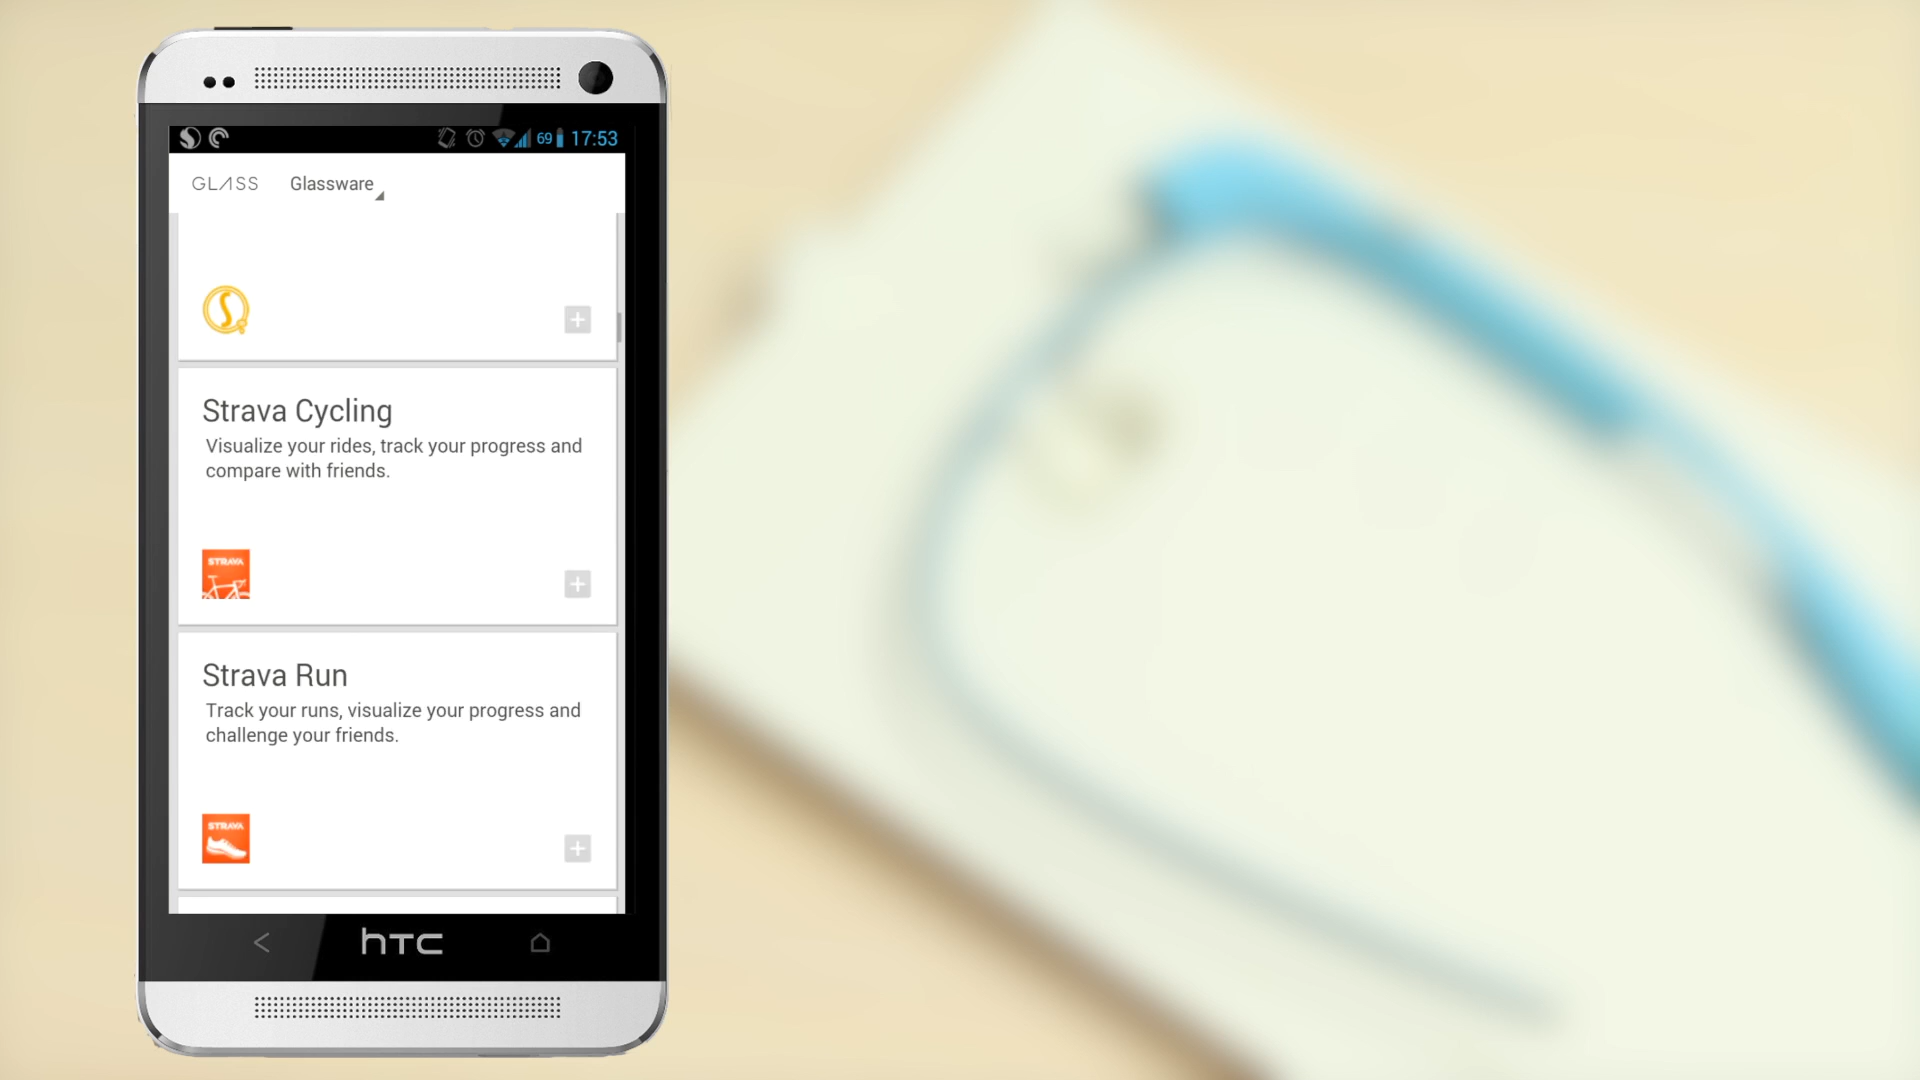 69 17:53
GLASS Glassware
Strava Cycling
Visualize your rides, track your progress and
compare with friends.
STRAVA
Strava Run
Track your runs, visualize your progress and
challenge your friends.
STRAVA
hTC